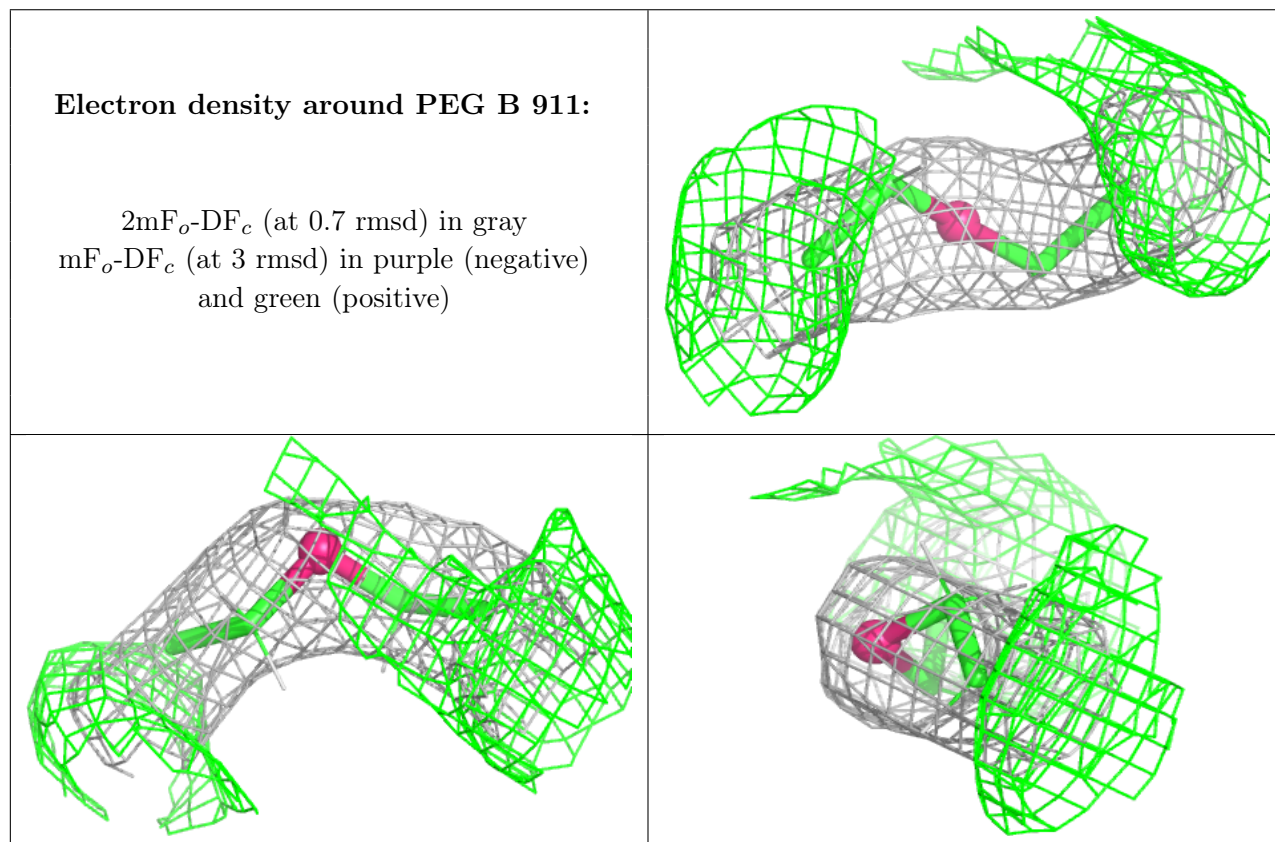 Electron density around PEG B 911:
2mFₒ-DF𝒸 (at 0.7 rmsd) in gray
mFₒ-DF𝒸 (at 3 rmsd) in purple (negative)
and green (positive)